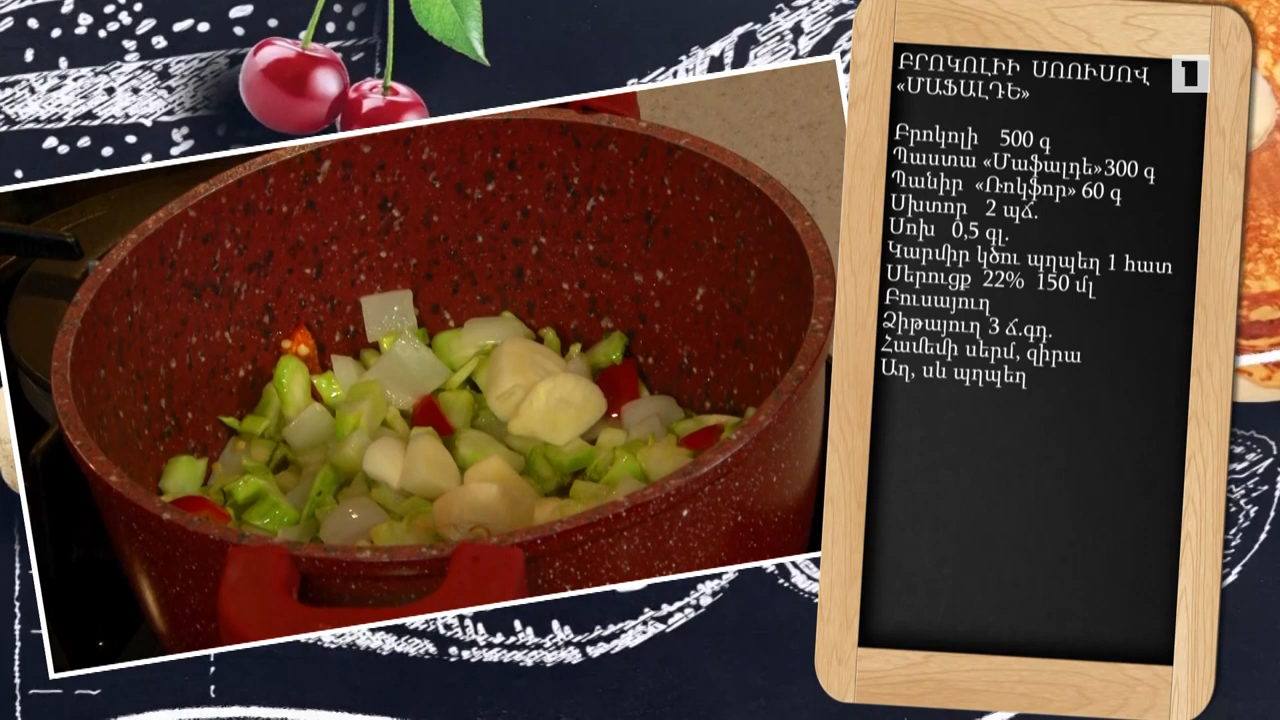 ԲՐՈԿՈԼԻԻ ՍՈՈՒՍՈՎ
«ՄԱՖԱԼԴԵ»
Բրոկոլի 500 գ
Պաստա «Մաֆալդե»300 գ
Պանիր «Ռոկֆոր» 60 գ
Սխտոր 2 պճ.
Սոխ 0,5 գլ.
Կարմիր կծու պղպեղ 1 հատ
Սերուցք 22% 150 մլ
Բուսայուղ
Ձիթայուղ 3 ճ.գդ.
Համեմի սերմ, զիրա
Աղ, սև պղպեղ
1